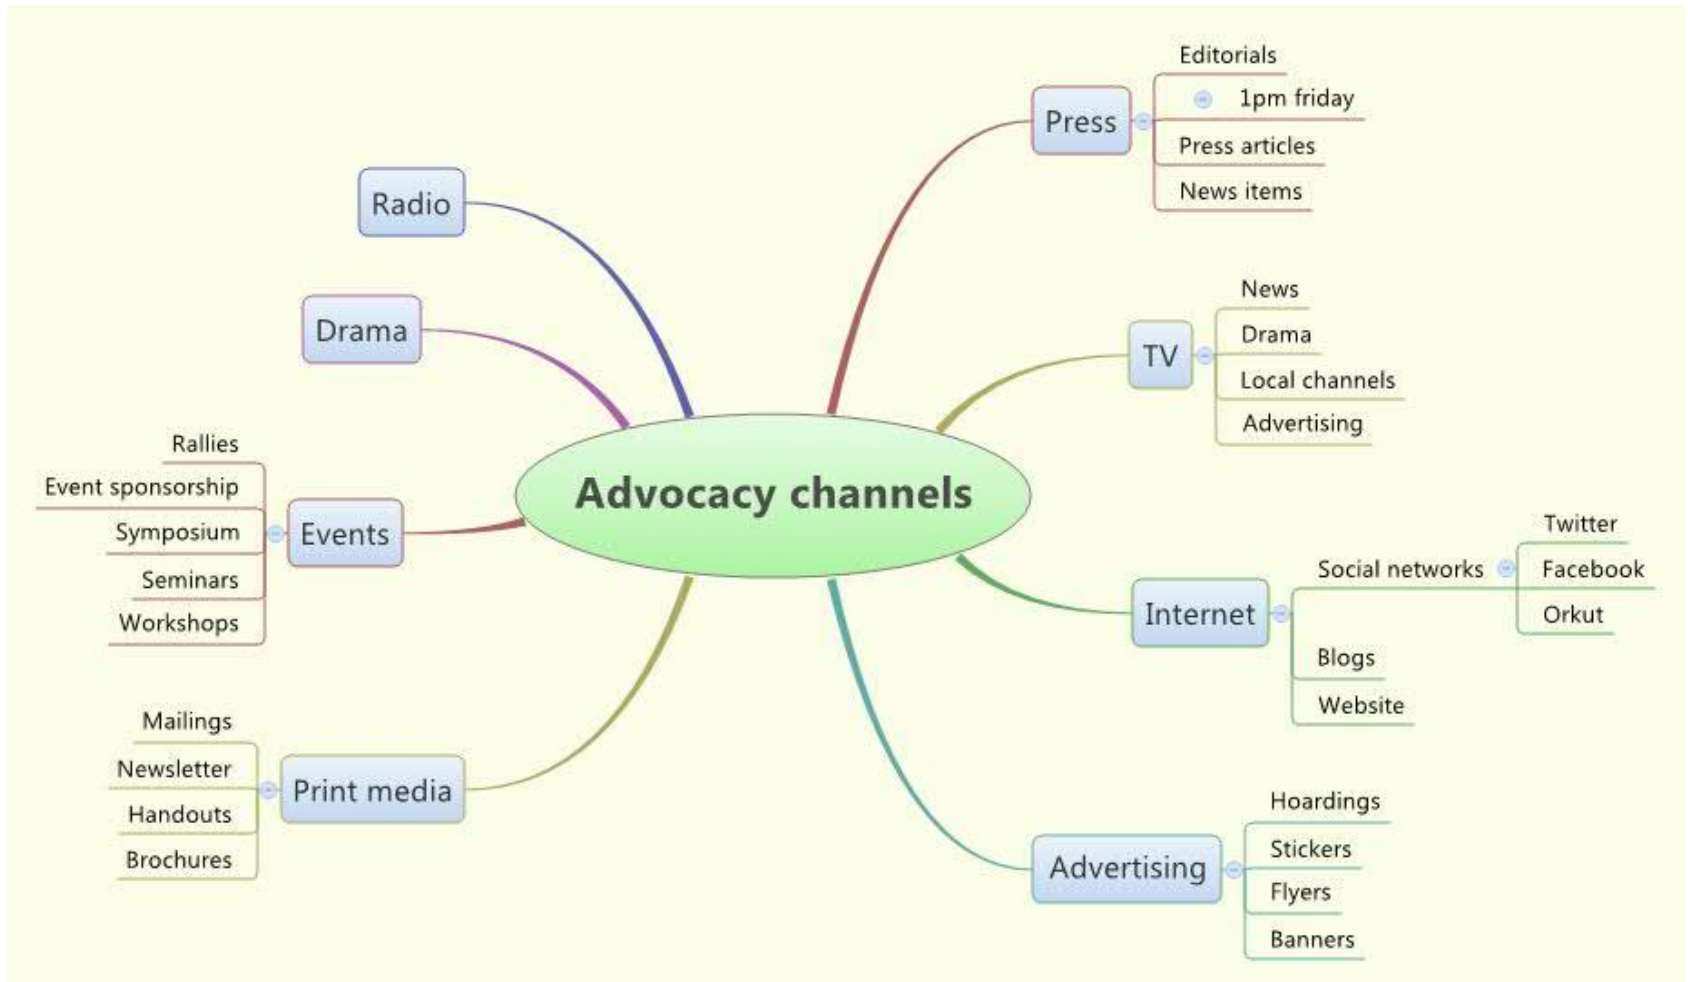 Advocacy channels
Press
Editorials
1pm friday
Press articles
News items
TV
News
Drama
Local channels
Advertising
Internet
Social networks
Twitter
Facebook
Orkut
Blogs
Website
Advertising
Hoardings
Stickers
Flyers
Banners
Print media
Mailings
Newsletter
Handouts
Brochures
Events
Rallies
Event sponsorship
Symposium
Seminars
Workshops
Drama
Radio